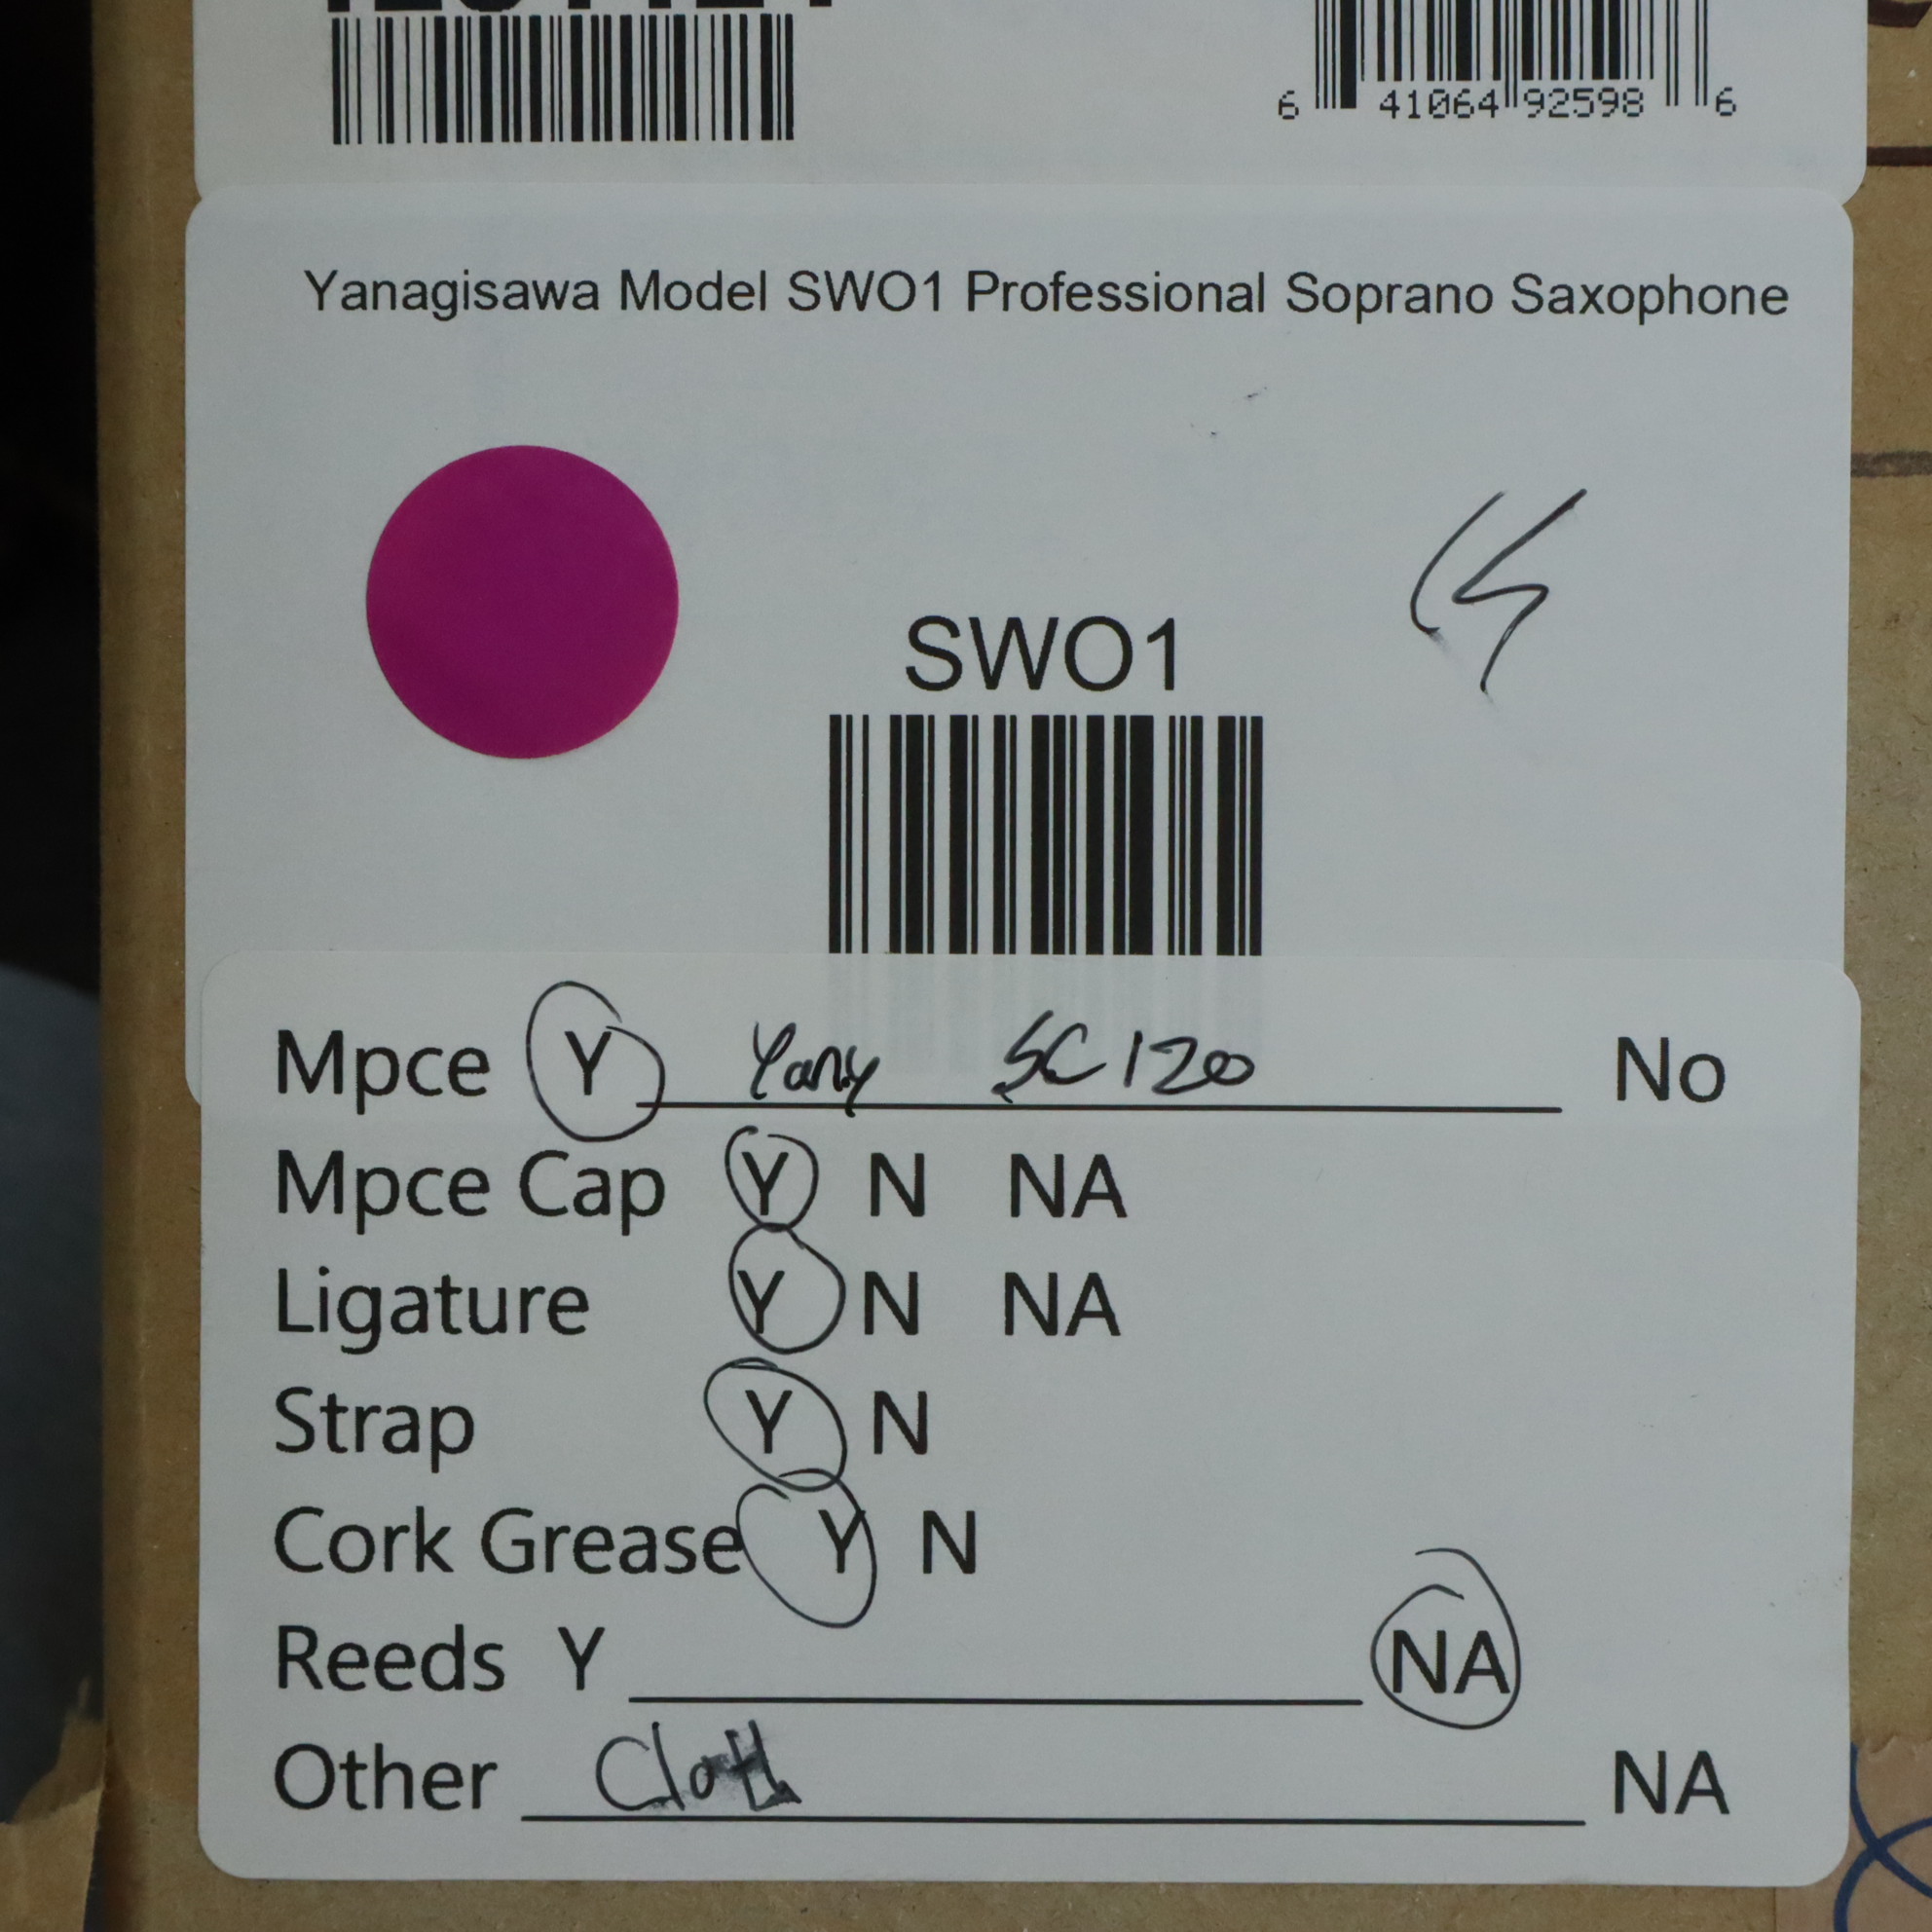 6 41064 92598 6
Yanagisawa Model SWO1 Professional Soprano Saxophone
SWO1
Mpce Y Yany SC120 No
Mpce Cap Y N NA
Ligature Y N NA
Strap Y N
Cork Grease Y N
Reeds Y NA
Other Cloth NA